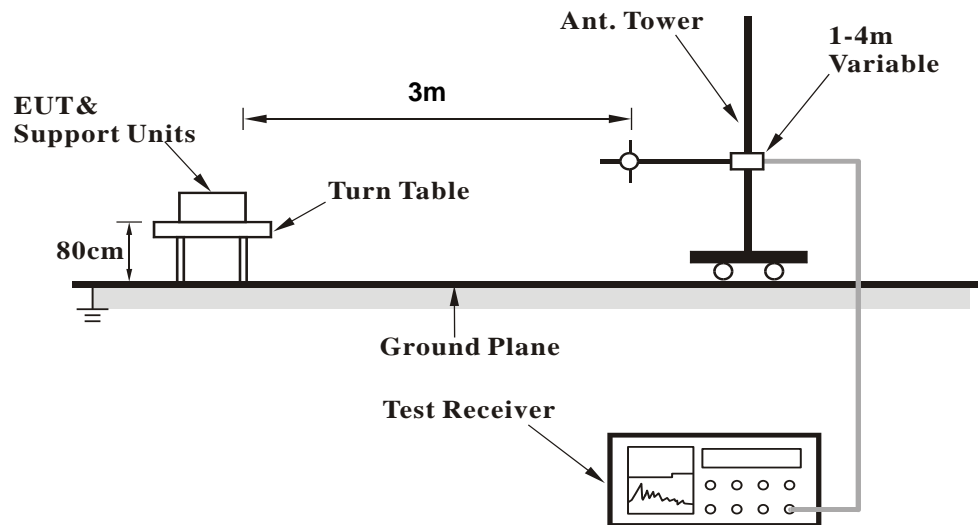 Ant. Tower
1-4m
Variable
3m
EUT&
Support Units
Turn Table
80cm
Ground Plane
Test Receiver